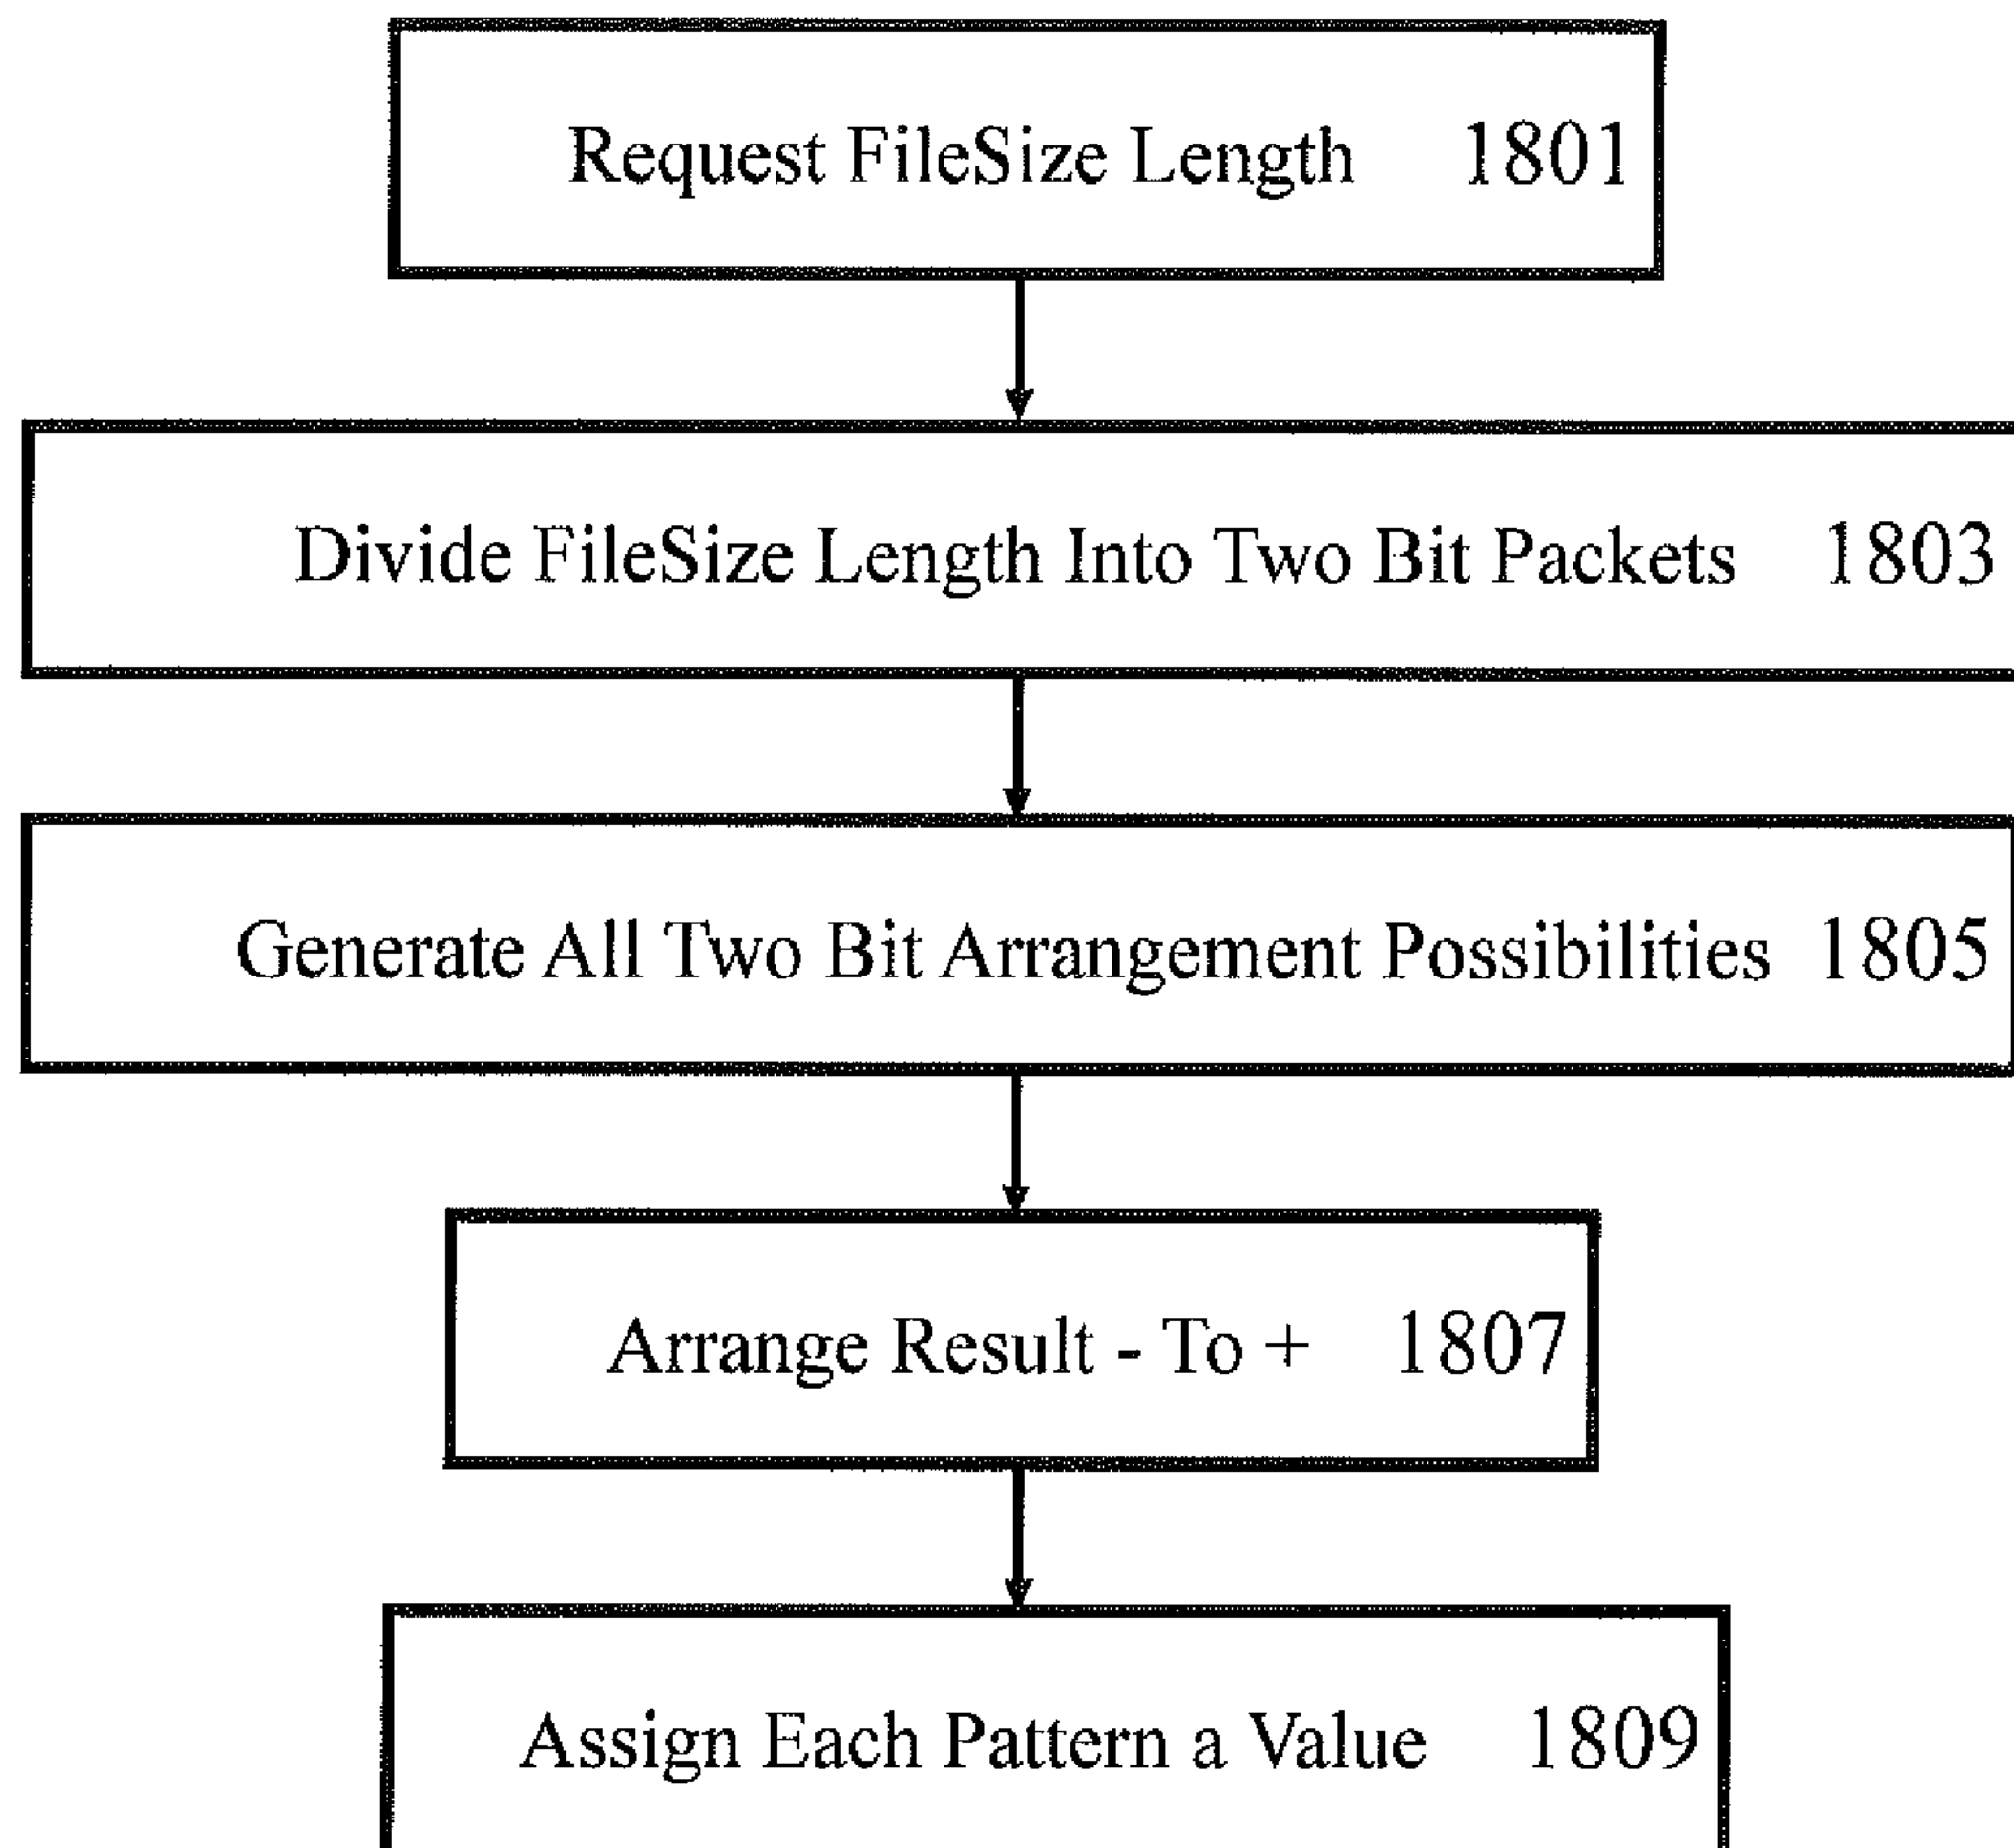 Request FileSize Length 1801
Divide FileSize Length Into Two Bit Packets 1803
Generate All Two Bit Arrangement Possibilities 1805
Arrange Result - To + 1807
Assign Each Pattern a Value 1809